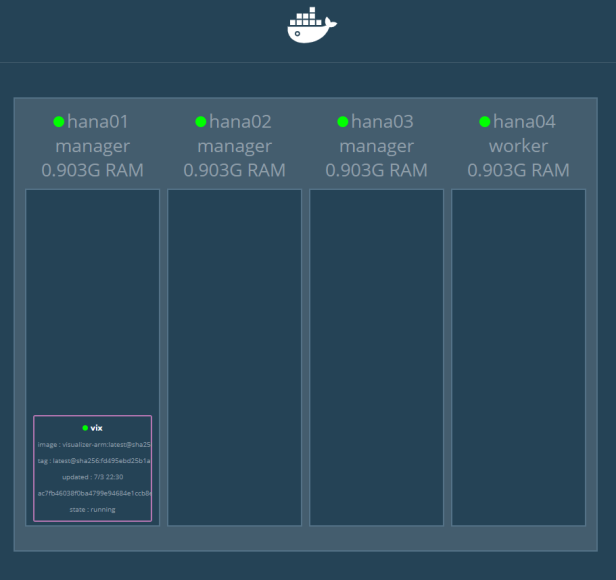 hana01
manager
0.903G RAM
hana02
manager
0.903G RAM
hana03
manager
0.903G RAM
hana04
worker
0.903G RAM
vix
image : visualizer-arm:latest@sha25
tag : latest@sha256:fd495ebd25b1a
updated : 7/3 22:30
ac7fb46038f0ba4799e94684e1ccb8
state : running